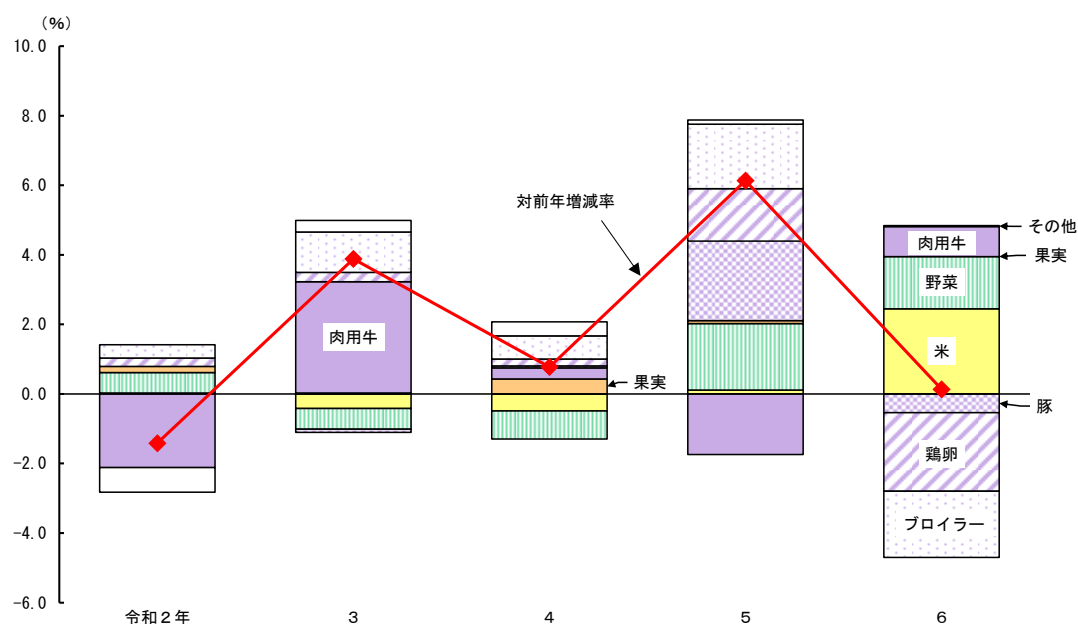 （％）
10.0
8.0
6.0
4.0
2.0
0.0
-2.0
-4.0
-6.0
対前年増減率
肉用牛
果実
その他
肉用牛
果実
野菜
米
豚
鶏卵
ブロイラー
令和２年
３
４
５
６